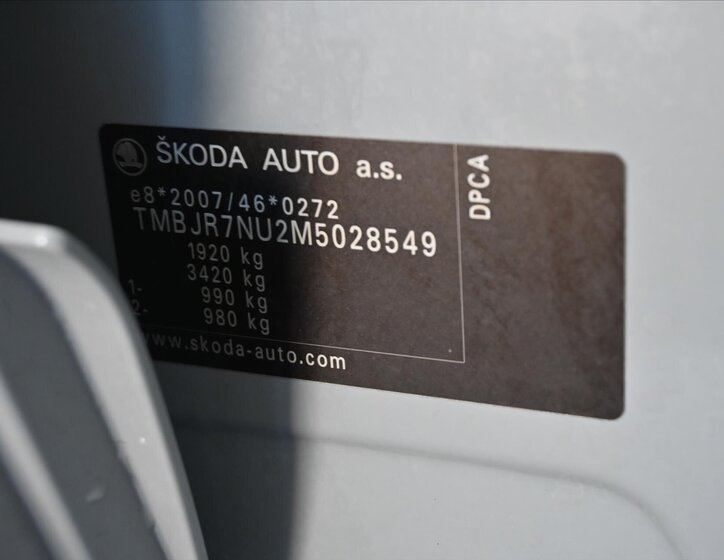 ŠKODA AUTO a.s.
e8*2007/46*0272
TMBJR7NU2M5028549
1920 kg
3420 kg
1- 990 kg
2- 980 kg
www.skoda-auto.com
DPCA